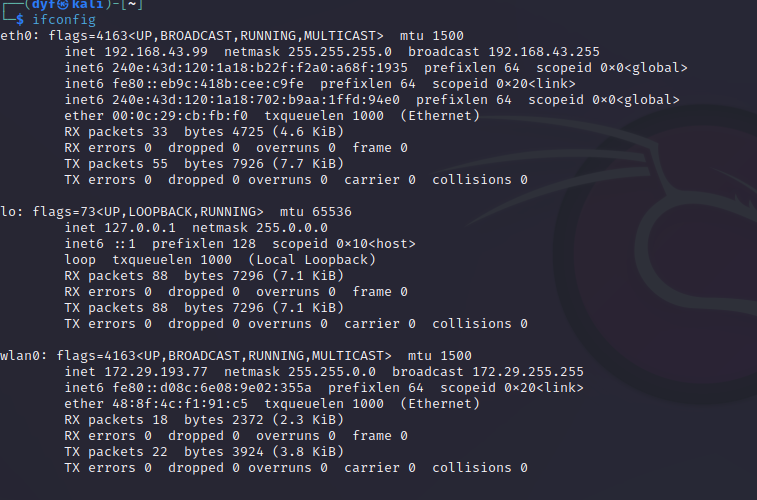 ┌──(dyf㉿kali)-[~]
└─$ ifconfig
eth0: flags=4163<UP,BROADCAST,RUNNING,MULTICAST>  mtu 1500
        inet 192.168.43.99  netmask 255.255.255.0  broadcast 192.168.43.255
        inet6 240e:43d:120:1a18:b22f:f2a0:a68f:1935  prefixlen 64  scopeid 0x0<global>
        inet6 fe80::eb9c:418b:cee:c9fe  prefixlen 64  scopeid 0x20<link>
        inet6 240e:43d:120:1a18:702:b9aa:1ffd:94e0  prefixlen 64  scopeid 0x0<global>
        ether 00:0c:29:cb:fb:f0  txqueuelen 1000  (Ethernet)
        RX packets 33  bytes 4725 (4.6 KiB)
        RX errors 0  dropped 0  overruns 0  frame 0
        TX packets 55  bytes 7926 (7.7 KiB)
        TX errors 0  dropped 0 overruns 0  carrier 0  collisions 0

lo: flags=73<UP,LOOPBACK,RUNNING>  mtu 65536
        inet 127.0.0.1  netmask 255.0.0.0
        inet6 ::1  prefixlen 128  scopeid 0x10<host>
        loop  txqueuelen 1000  (Local Loopback)
        RX packets 88  bytes 7296 (7.1 KiB)
        RX errors 0  dropped 0  overruns 0  frame 0
        TX packets 88  bytes 7296 (7.1 KiB)
        TX errors 0  dropped 0 overruns 0  carrier 0  collisions 0

wlan0: flags=4163<UP,BROADCAST,RUNNING,MULTICAST>  mtu 1500
        inet 172.29.193.77  netmask 255.255.0.0  broadcast 172.29.255.255
        inet6 fe80::d08c:6e08:9e02:355a  prefixlen 64  scopeid 0x20<link>
        ether 48:8f:4c:f1:91:c5  txqueuelen 1000  (Ethernet)
        RX packets 18  bytes 2372 (2.3 KiB)
        RX errors 0  dropped 0  overruns 0  frame 0
        TX packets 22  bytes 3924 (3.8 KiB)
        TX errors 0  dropped 0 overruns 0  carrier 0  collisions 0